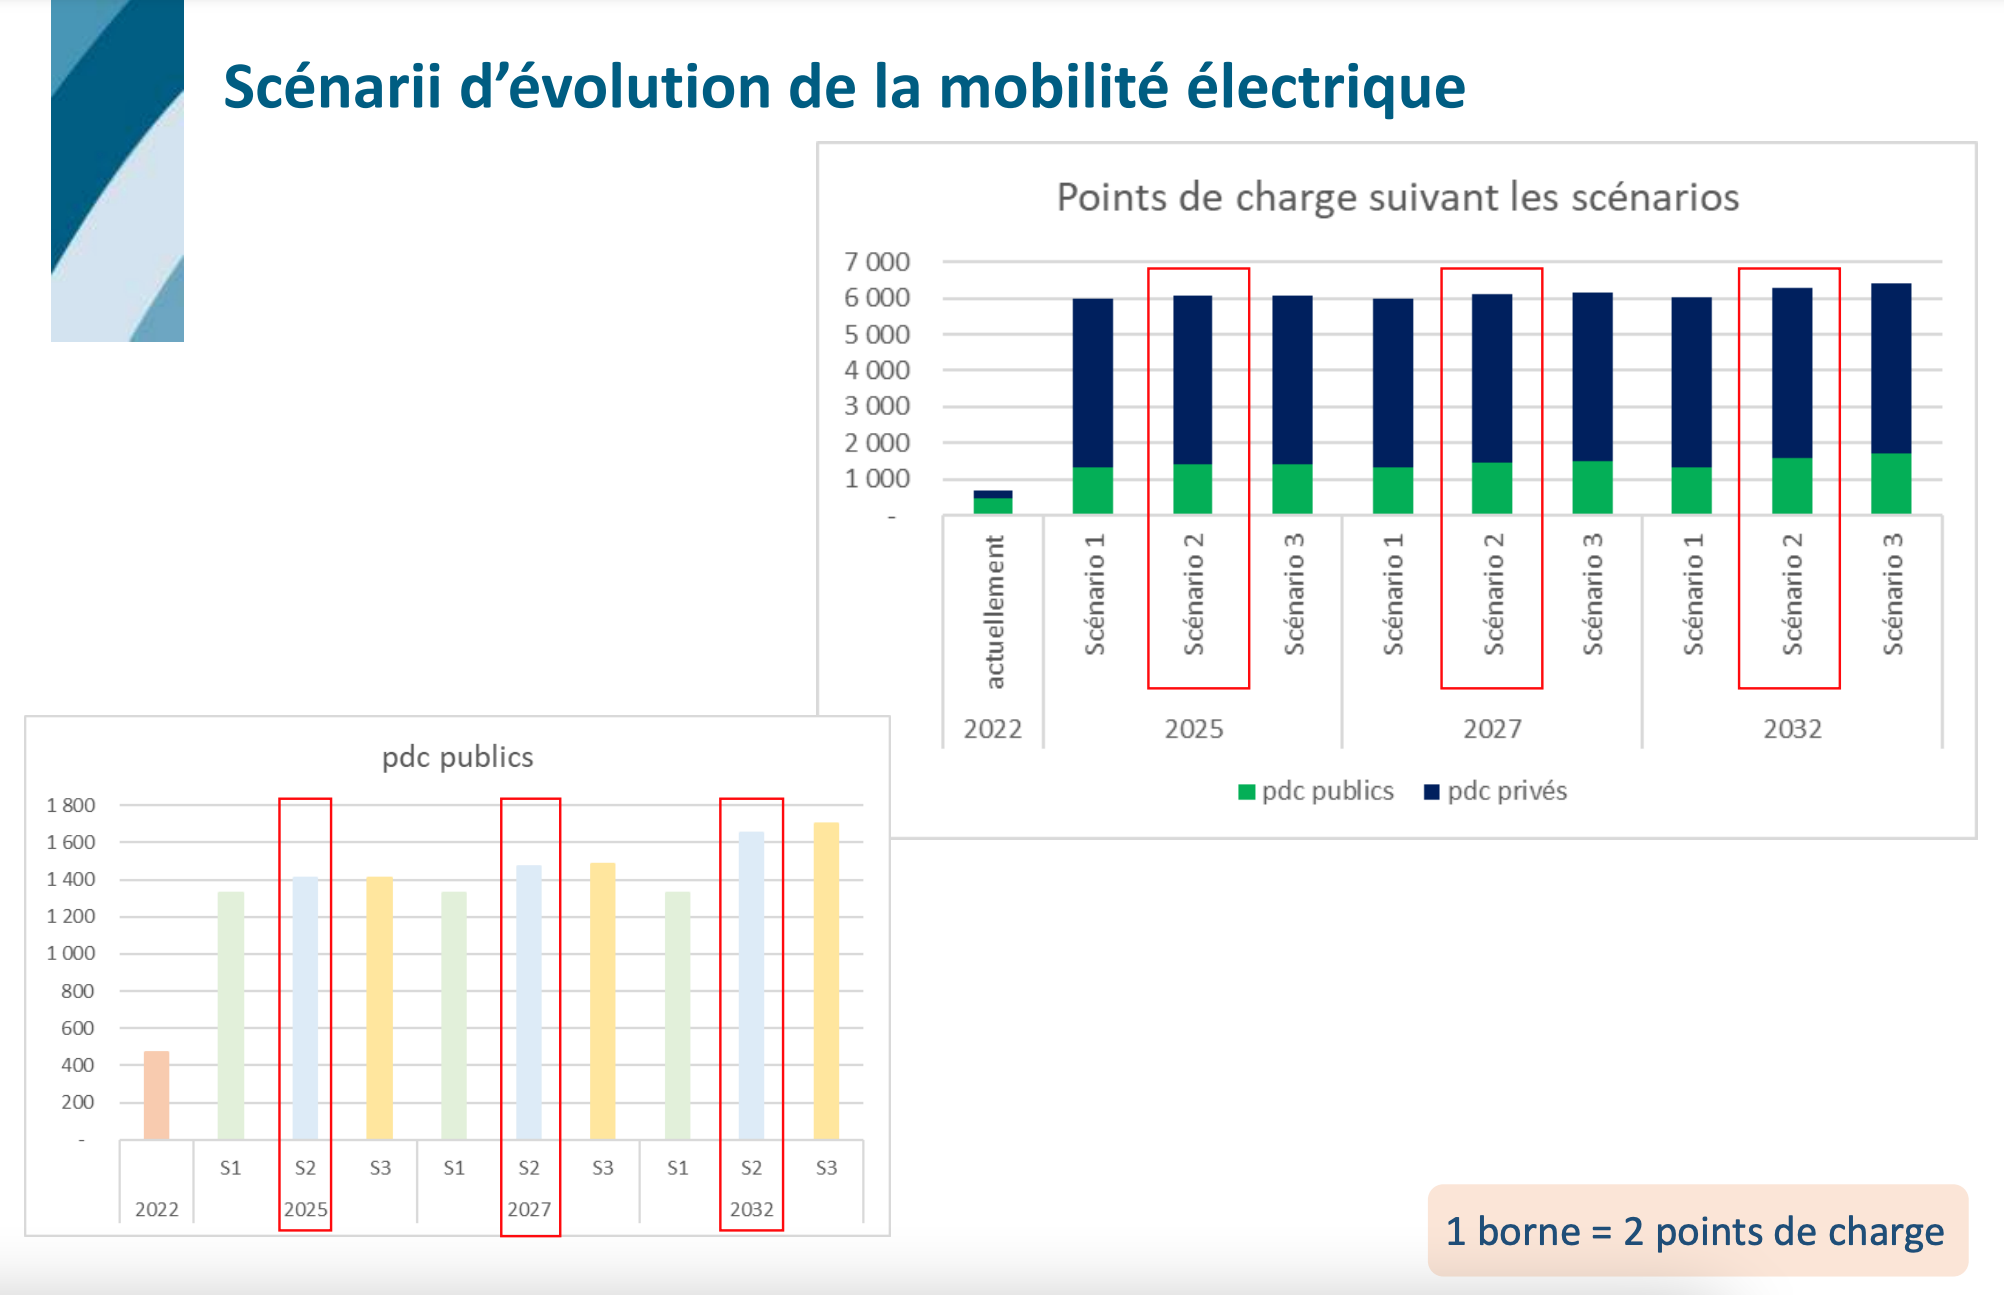 Scénarii d’évolution de la mobilité électrique
Points de charge suivant les scénarios
7 000
6 000
5 000
4 000
3 000
2 000
1 000
-
actuellement
Scénario 1
Scénario 2
Scénario 3
Scénario 1
Scénario 2
Scénario 3
Scénario 1
Scénario 2
Scénario 3
2022 2025 2027 2032
pdc publics pdc privés
pdc publics
1 800
1 600
1 400
1 200
1 000
800
600
400
200
-
S1 S2 S3 S1 S2 S3 S1 S2 S3
2022 2025 2027 2032
1 borne = 2 points de charge